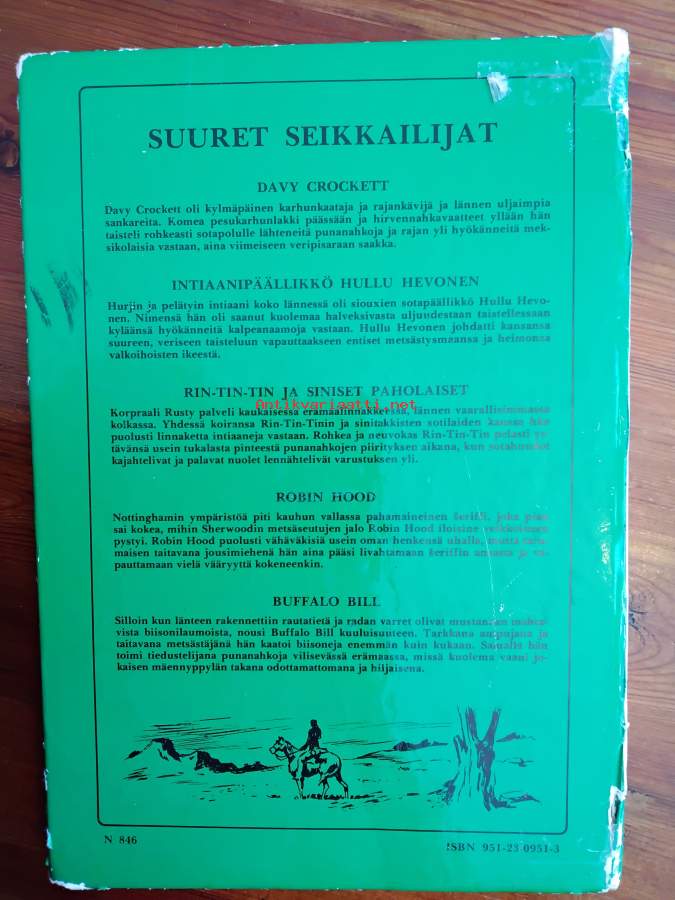 SUURET SEIKKAILIJAT
DAVY CROCKETT
Davy Crockett oli kylmäpäinen karhunkaataja ja rajankävijä ja lännen uljaimpia
sankareita. Komea pesukarhunlakki päässään ja hirvennahkavaatteet yllään hän
taisteli rohkeasti sotapolulle lähteneitä punanahkoja ja rajan yli hyökänneitä mek-
sikolaisia vastaan, aina viimeiseen veripisaraan saakka.
INTIAANIPÄÄLLIKKÖ HULLU HEVONEN
Hurjin ja pelätyin intiaani koko lännessä oli siouxien sotapäällikkö Hullu Hevo-
nen. Nimensä hän oli saanut kuolemaa halveksivasta uljuudestaan taistellessaan
kyläänsä hyökänneitä kalpeanaamoja vastaan. Hullu Hevonen johdatti kansansa
suureen, veriseen taisteluun vapauttaakseen entiset metsästysmaansa ja heimonsa
valkoihoisten ikeestä.
RIN-TIN-TIN JA SINISET PAHOLAISET
Antikvariaatti.net
Korpraali Rusty palveli kaukaisessa erämaalinnakkeessa, lännen vaarallisimmassa
kolkassa. Yhdessä koiransa Rin-Tin-Tinin ja sinitakkisten sotilaiden kanssa hän
puolusti linnaketta intiaaneja vastaan. Rohkea ja neuvokas Rin-Tin-Tin pelasti ys-
tävänsä usein tukalasta pinteestä punanahkojen piirityksen aikana, kun sotahuudot
kajahtelivat ja palavat nuolet lennähtelivät varustuksen yli.
ROBIN HOOD
Nottinghamin ympäristöä piti kauhun vallassa pahamaineinen šeriffi, joka pian
sai kokea, mihin Sherwoodin metsäseutujen jalo Robin Hood iloisine veikkoineen
pystyi. Robin Hood puolusti vähäväkisiä usein oman henkensä uhalla, mutta
maisen taitavana jousimiehenä hän aina pääsi livahtamaan šeriffin ansasta ja va-
pauttamaan vielä vääryyttä kokeneenkin.
BUFFALO BILL
Silloin kun länteen rakennettiin rautatietä ja radan varret olivat mustanaan
vista biisonilaumoista, nousi Buffalo Bill kuuluisuuteen. Tarkkana ampujana ja
taitavana metsästäjänä hän kaatoi biisoneja enemmän kuin kukaan. Samalla hän
toimi tiedustelijana punanahkoja vilisevässä erämaassa, missä kuolema vaani jo-
kaisen mäennyppylän takana odottamattomana ja hiljaisena.
N 846
ISBN 951-23-0951-3